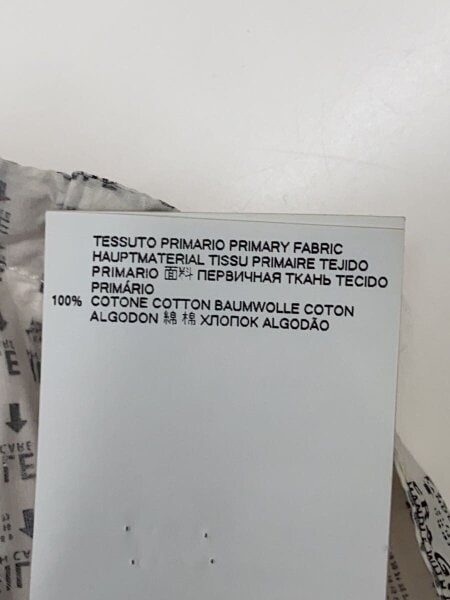 TESSUTO PRIMARIO PRIMARY FABRIC
HAUPTMATERIAL TISSU PRIMAIRE TEJIDO
PRIMARIO 面料 ПЕРВИЧНАЯ ТКАНЬ TECIDO
PRIMÁRIO
100% COTONE COTTON BAUMWOLLE COTON
ALGODON 綿 棉 ХЛОПОК ALGODÃO
CARE